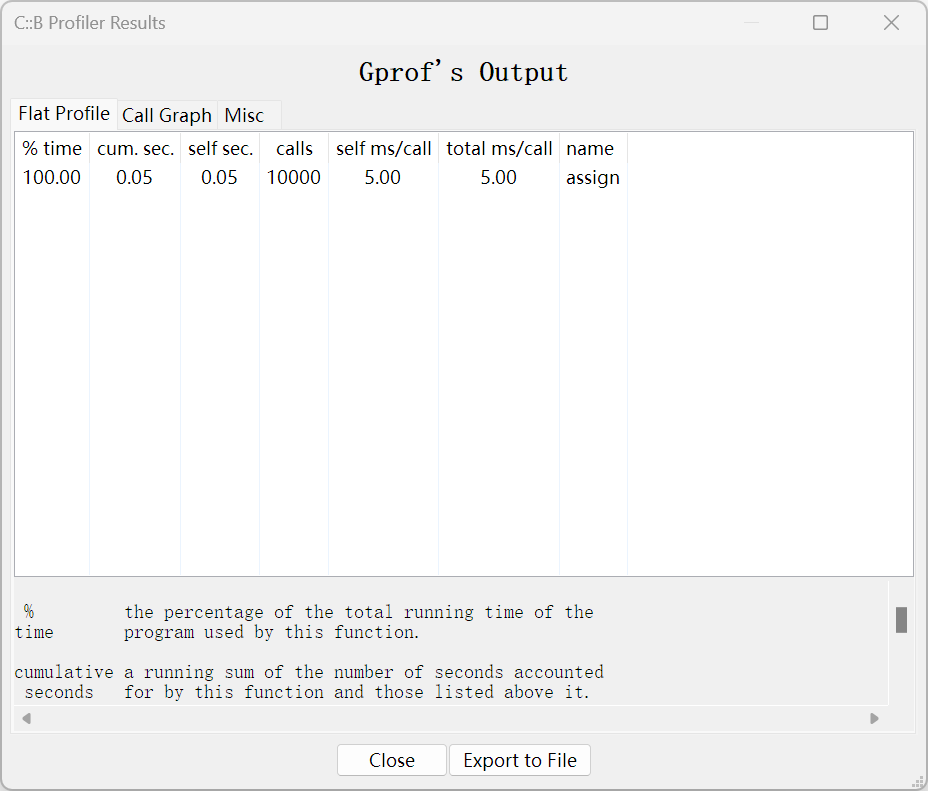 C::B Profiler Results
Gprof's Output
Flat Profile Call Graph Misc
% time cum. sec. self sec. calls self ms/call total ms/call name
100.00 0.05 0.05 10000 5.00 5.00 assign
% the percentage of the total running time of the
time program used by this function.
cumulative a running sum of the number of seconds accounted
seconds for by this function and those listed above it.
Close Export to File